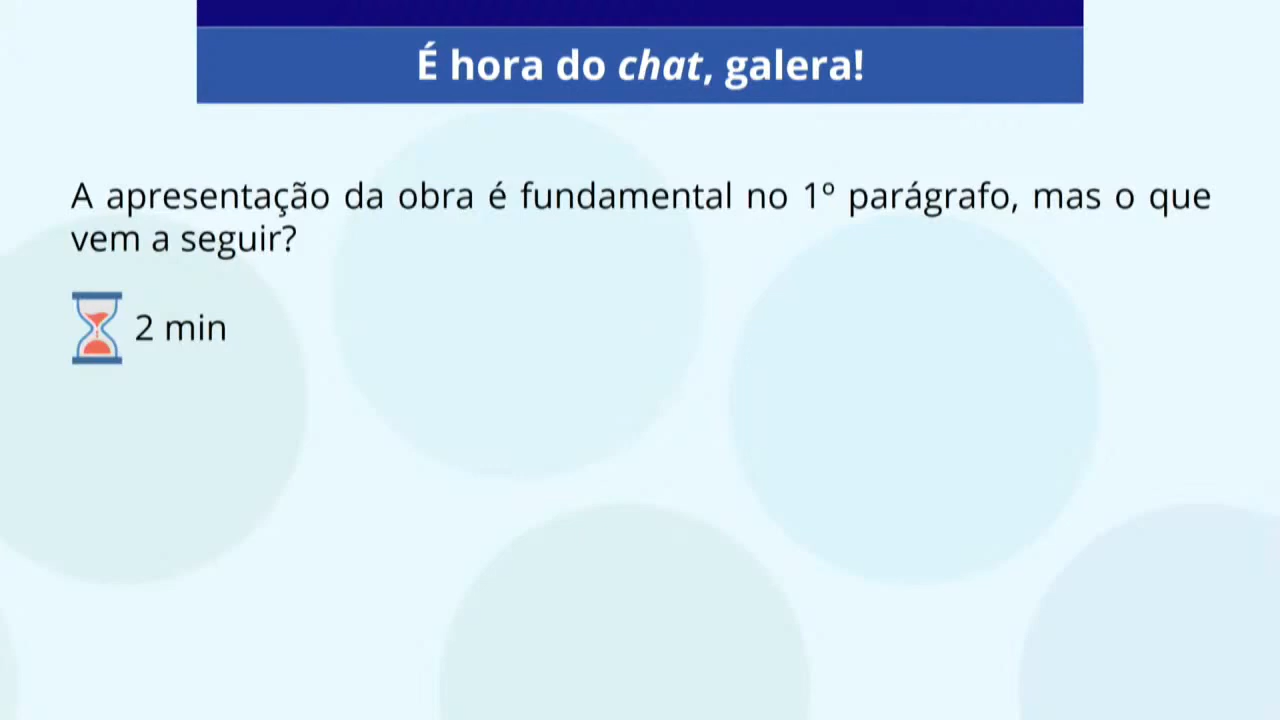 É hora do chat, galera!
A apresentação da obra é fundamental no 1º parágrafo, mas o que
vem a seguir?
2 min